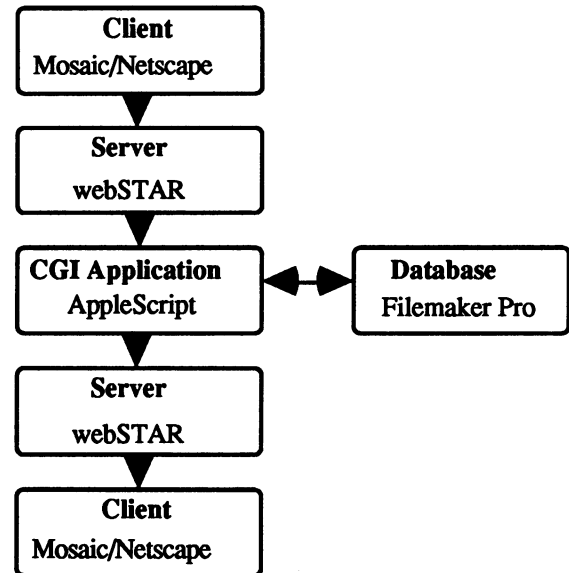 Client
Mosaic/Netscape
Server
webSTAR
CGI Application
AppleScript
Database
Filemaker Pro
Server
webSTAR
Client
Mosaic/Netscape